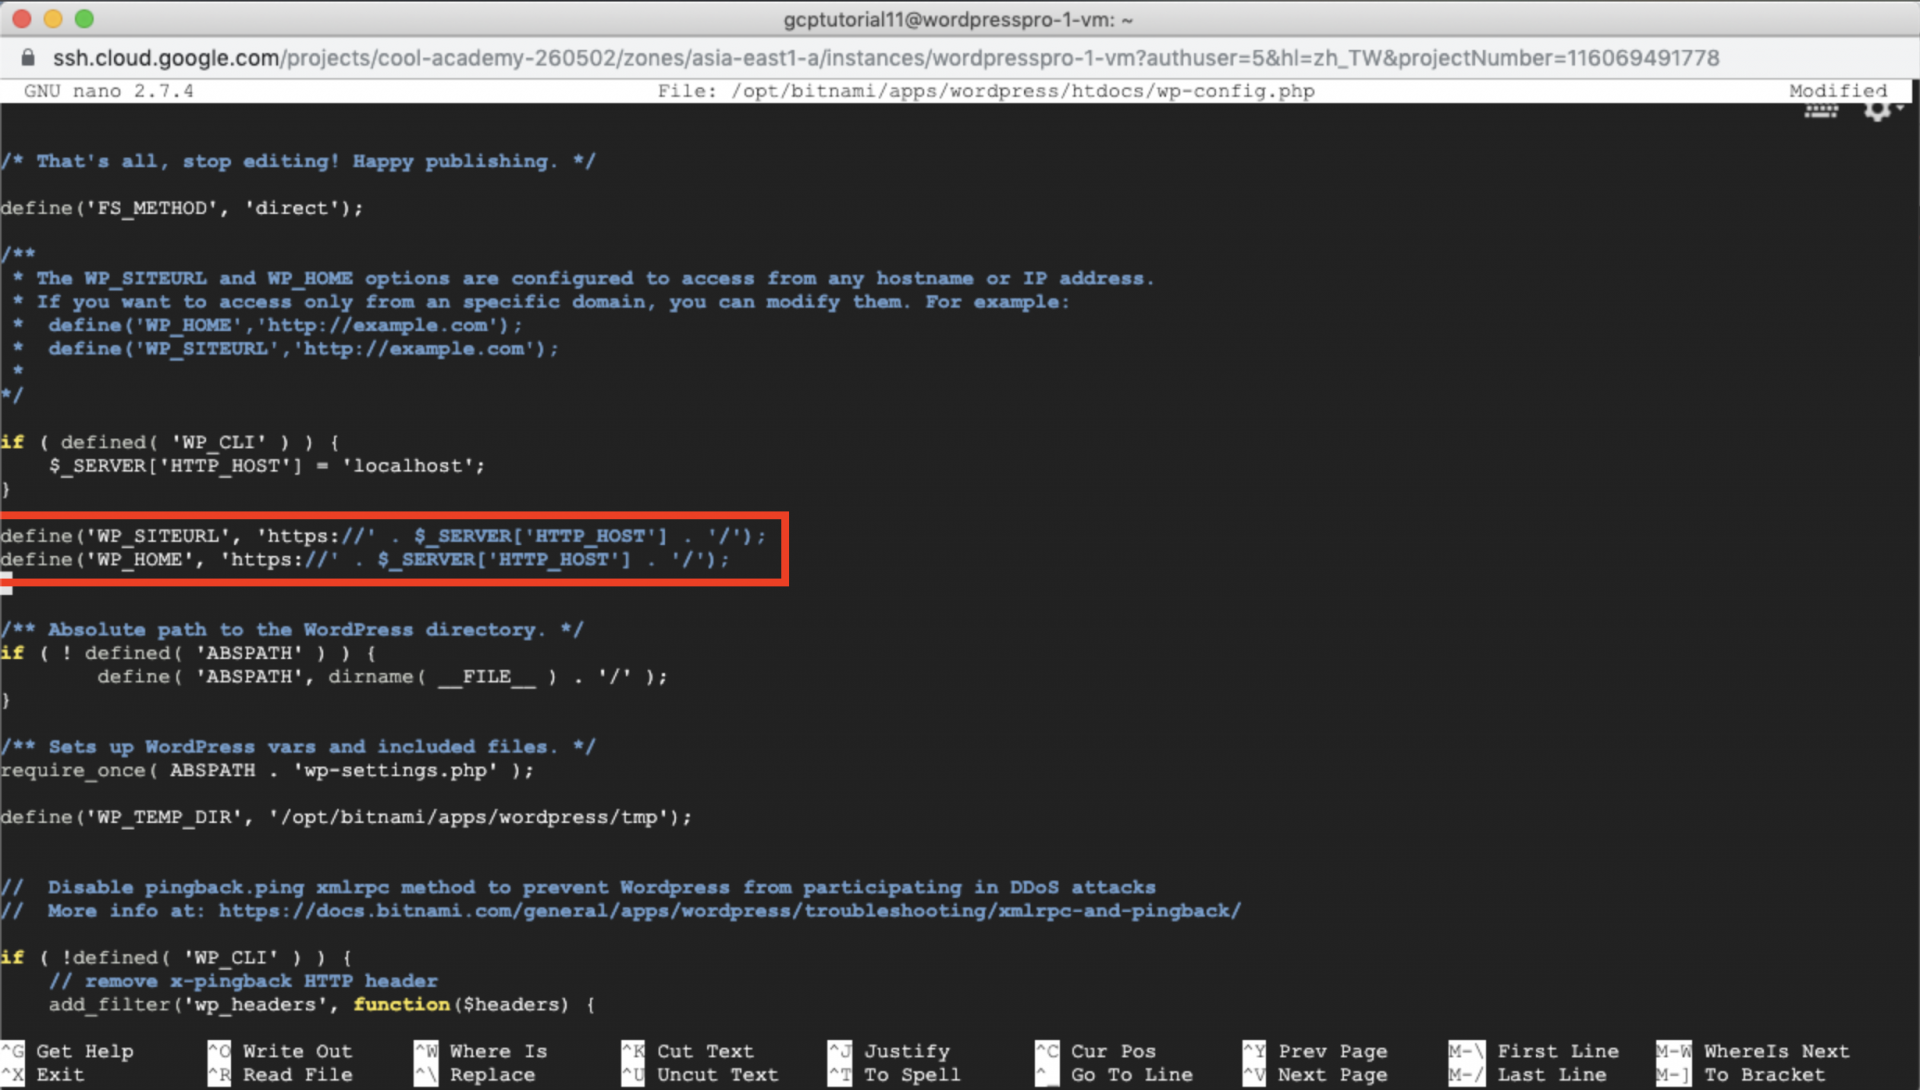 gcptutorial11@wordpresspro-1-vm: ~
ssh.cloud.google.com/projects/cool-academy-260502/zones/asia-east1-a/instances/wordpresspro-1-vm?authuser=5&hl=zh_TW&projectNumber=116069491778
GNU nano 2.7.4 File: /opt/bitnami/apps/wordpress/htdocs/wp-config.php Modified
/* That's all, stop editing! Happy publishing. */
define('FS_METHOD', 'direct');
/**
 * The WP_SITEURL and WP_HOME options are configured to access from any hostname or IP address.
 * If you want to access only from an specific domain, you can modify them. For example:
 *  define('WP_HOME','http://example.com');
 *  define('WP_SITEURL','http://example.com');
 *
*/
if ( defined( 'WP_CLI' ) ) {
    $_SERVER['HTTP_HOST'] = 'localhost';
}
define('WP_SITEURL', 'https://' . $_SERVER['HTTP_HOST'] . '/');
define('WP_HOME', 'https://' . $_SERVER['HTTP_HOST'] . '/');
/** Absolute path to the WordPress directory. */
if ( ! defined( 'ABSPATH' ) ) {
        define( 'ABSPATH', dirname( __FILE__ ) . '/' );
}
/** Sets up WordPress vars and included files. */
require_once( ABSPATH . 'wp-settings.php' );
define('WP_TEMP_DIR', '/opt/bitnami/apps/wordpress/tmp');
//  Disable pingback.ping xmlrpc method to prevent Wordpress from participating in DDoS attacks
//  More info at: https://docs.bitnami.com/general/apps/wordpress/troubleshooting/xmlrpc-and-pingback/
if ( !defined( 'WP_CLI' ) ) {
    // remove x-pingback HTTP header
    add_filter('wp_headers', function($headers) {
^G Get Help ^O Write Out ^W Where Is ^K Cut Text ^J Justify ^C Cur Pos ^Y Prev Page M-\ First Line M-W WhereIs Next
^X Exit ^R Read File ^\ Replace ^U Uncut Text ^T To Spell ^_ Go To Line ^V Next Page M-/ Last Line M-] To Bracket